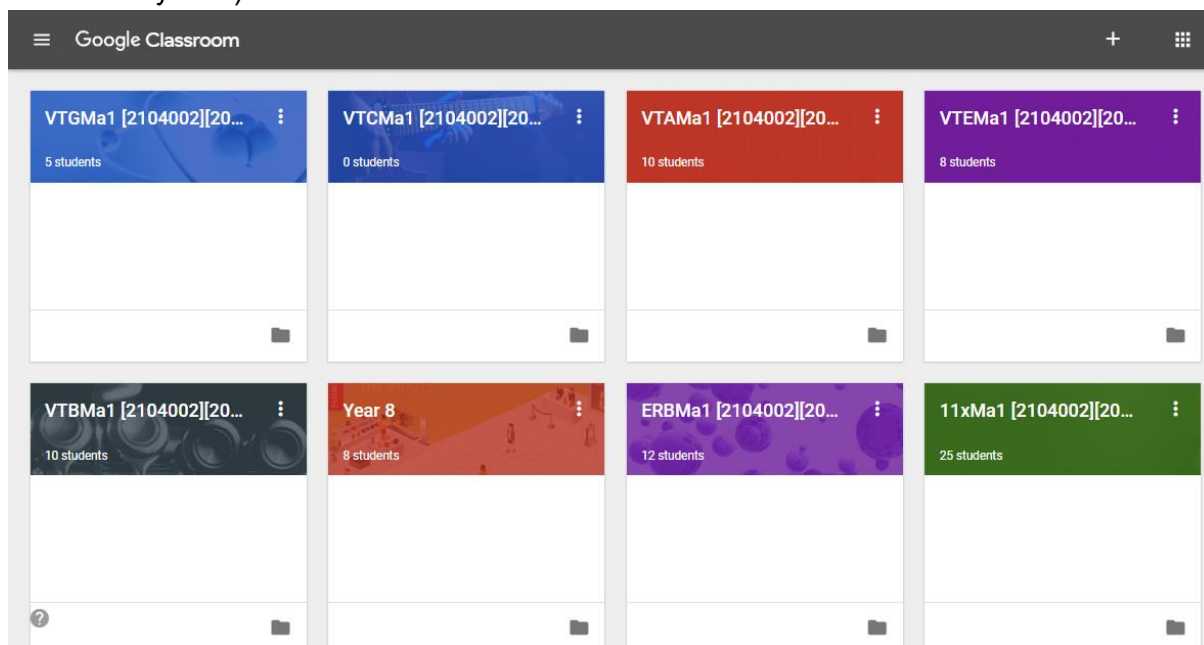 Google Classroom
VTGMa1 [2104002][20...
5 students
VTCMa1 [2104002][20...
0 students
VTAMa1 [2104002][20...
10 students
VTEMa1 [2104002][20...
8 students
VTBMa1 [2104002][20...
10 students
Year 8
8 students
ERBMa1 [2104002][20...
12 students
11xMa1 [2104002][20...
25 students